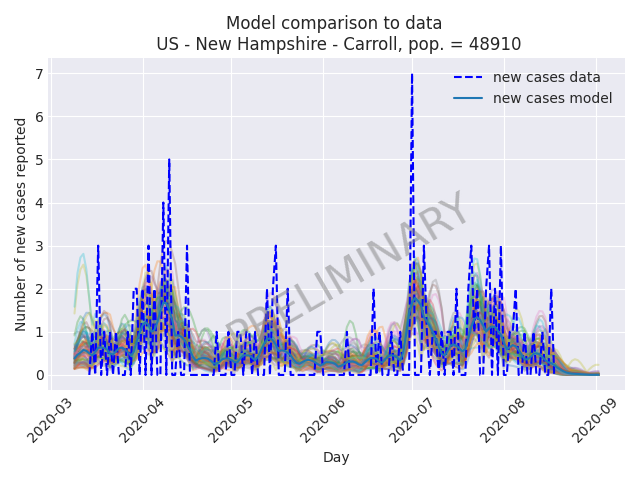 Model comparison to data
US - New Hampshire - Carroll, pop. = 48910
new cases data
new cases model
PRELIMINARY
Number of new cases reported
7
6
5
4
3
2
1
0
2020-03
2020-04
2020-05
2020-06
2020-07
2020-08
2020-09
Day